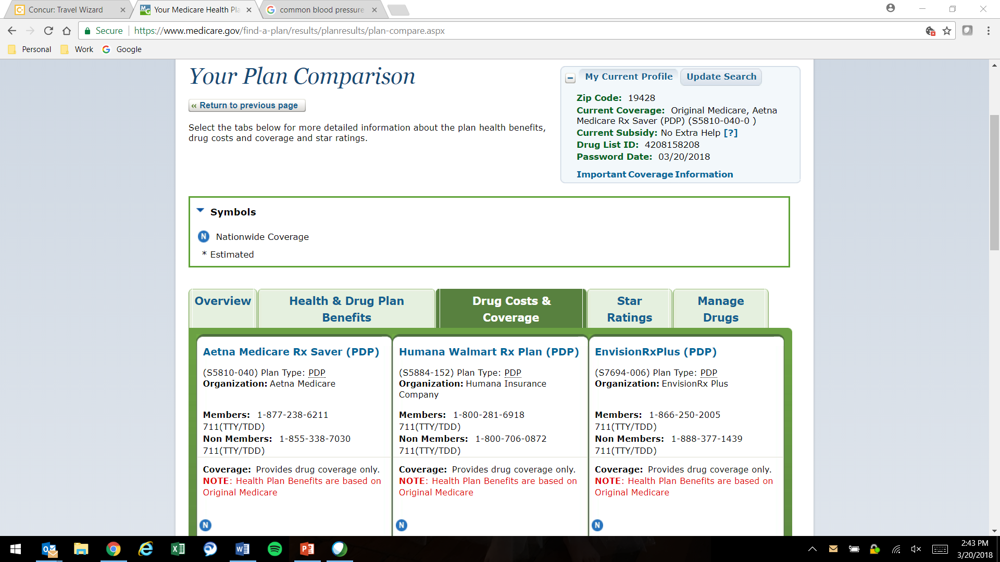 Concur: Travel Wizard
Your Medicare Health Pla
common blood pressure
Secure
https://www.medicare.gov/find-a-plan/results/planresults/plan-compare.aspx
Personal Work Google
Your Plan Comparison
« Return to previous page
Select the tabs below for more detailed information about the plan health benefits,
drug costs and coverage and star ratings.
My Current Profile Update Search
Zip Code: 19428
Current Coverage: Original Medicare, Aetna
Medicare Rx Saver (PDP) (S5810-040-0 )
Current Subsidy: No Extra Help [?]
Drug List ID: 4208158208
Password Date: 03/20/2018
Important Coverage Information
Symbols
N Nationwide Coverage
* Estimated
Overview
Health & Drug Plan
Benefits
Drug Costs &
Coverage
Star
Ratings
Manage
Drugs
Aetna Medicare Rx Saver (PDP)
(S5810-040) Plan Type: PDP
Organization: Aetna Medicare
Members: 1-877-238-6211
711(TTY/TDD)
Non Members: 1-855-338-7030
711(TTY/TDD)
Coverage: Provides drug coverage only.
NOTE: Health Plan Benefits are based on
Original Medicare
N
Humana Walmart Rx Plan (PDP)
(S5884-152) Plan Type: PDP
Organization: Humana Insurance
Company
Members: 1-800-281-6918
711(TTY/TDD)
Non Members: 1-800-706-0872
711(TTY/TDD)
Coverage: Provides drug coverage only.
NOTE: Health Plan Benefits are based on
Original Medicare
N
EnvisionRxPlus (PDP)
(S7694-006) Plan Type: PDP
Organization: EnvisionRx Plus
Members: 1-866-250-2005
711(TTY/TDD)
Non Members: 1-888-377-1439
711(TTY/TDD)
Coverage: Provides drug coverage only.
NOTE: Health Plan Benefits are based on
Original Medicare
N
2:43 PM
3/20/2018